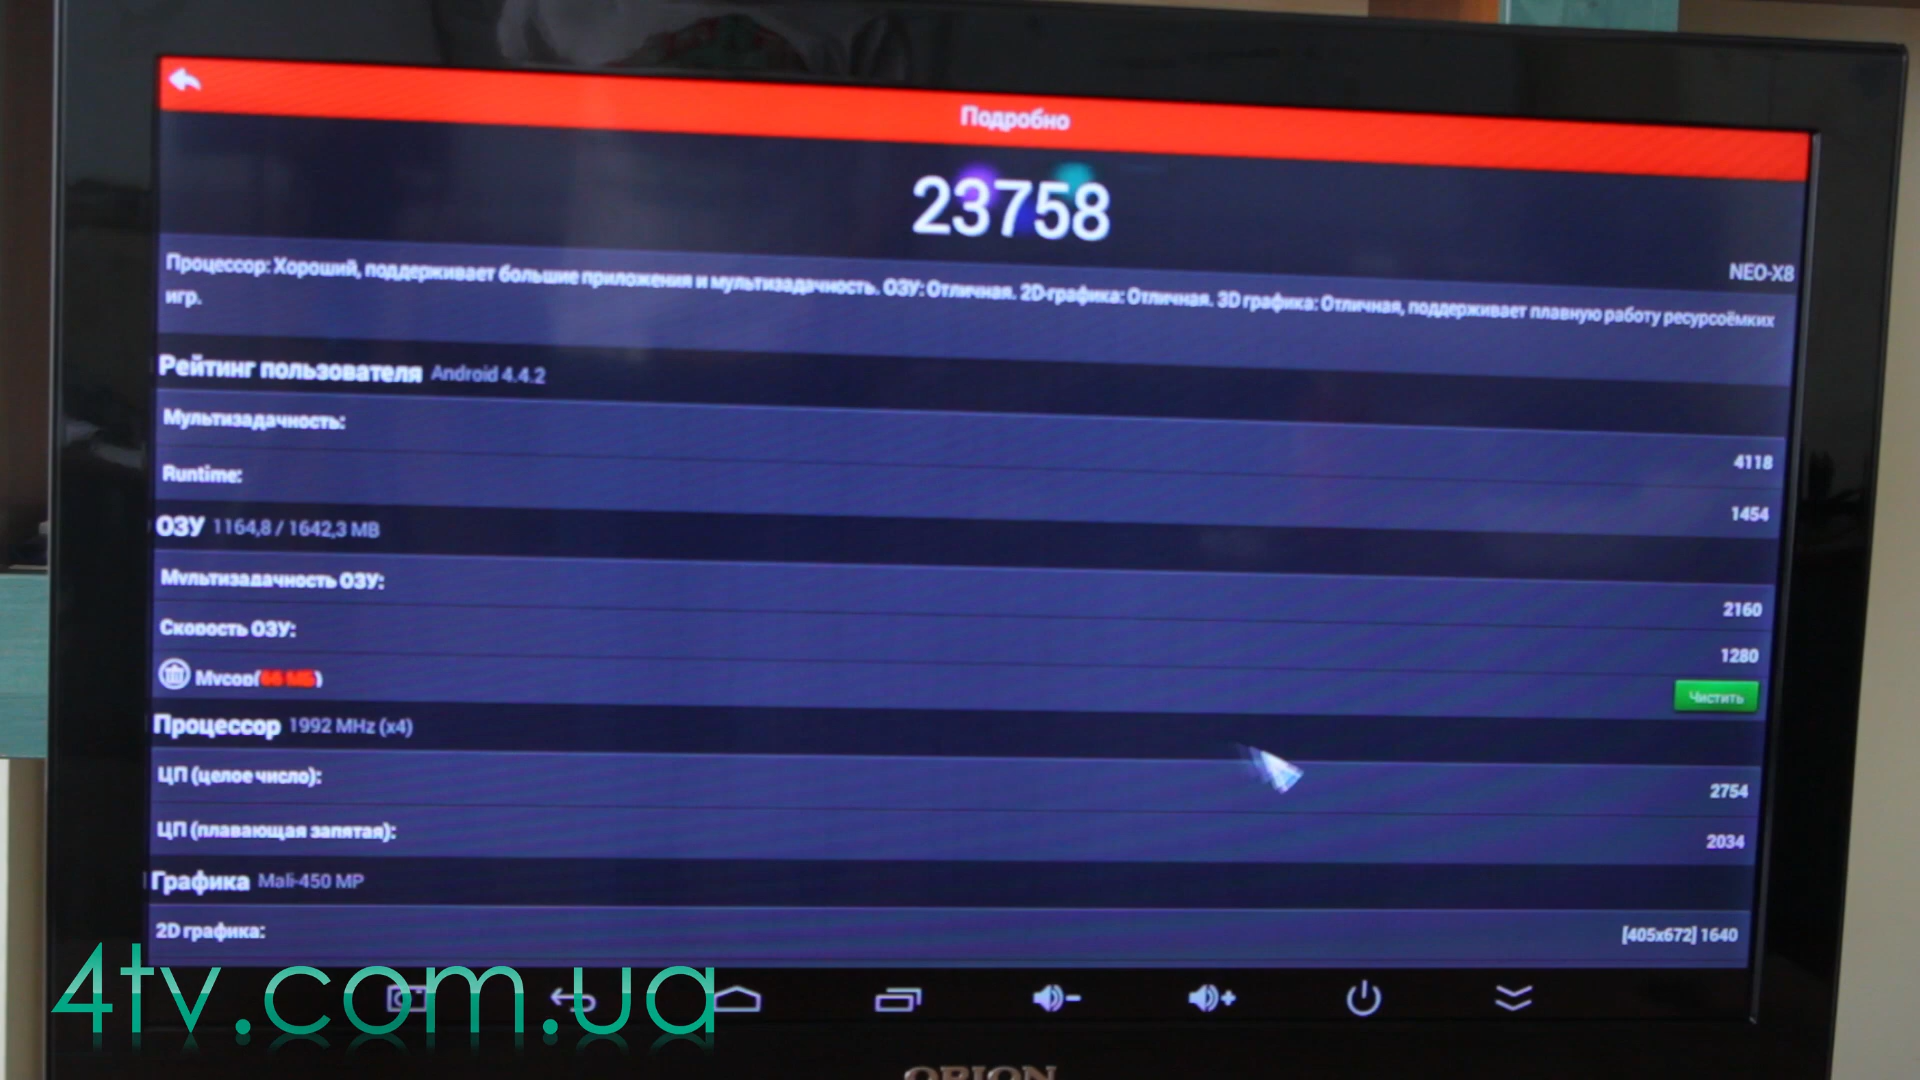 Подробно
23758
NEO-X8
Процессор: Хороший, поддерживает большие приложения и мультизадачность. ОЗУ: Отличная. 2D-графика: Отличная. 3D графика: Отличная, поддерживает плавную работу ресурсоёмких
игр.
Рейтинг пользователя Android 4.4.2
Мультизадачность: 4118
Runtime: 1454
ОЗУ 1164,8 / 1642,3 MB
Мультизадачность ОЗУ: 2160
Скорость ОЗУ: 1280
Мусор(66 МБ) Чистить
Процессор 1992 MHz (x4)
ЦП (целое число): 2754
ЦП (плавающая запятая): 2034
Графика Mali-450 MP
2D графика: [405x672] 1640
4tv.com.ua
ORION